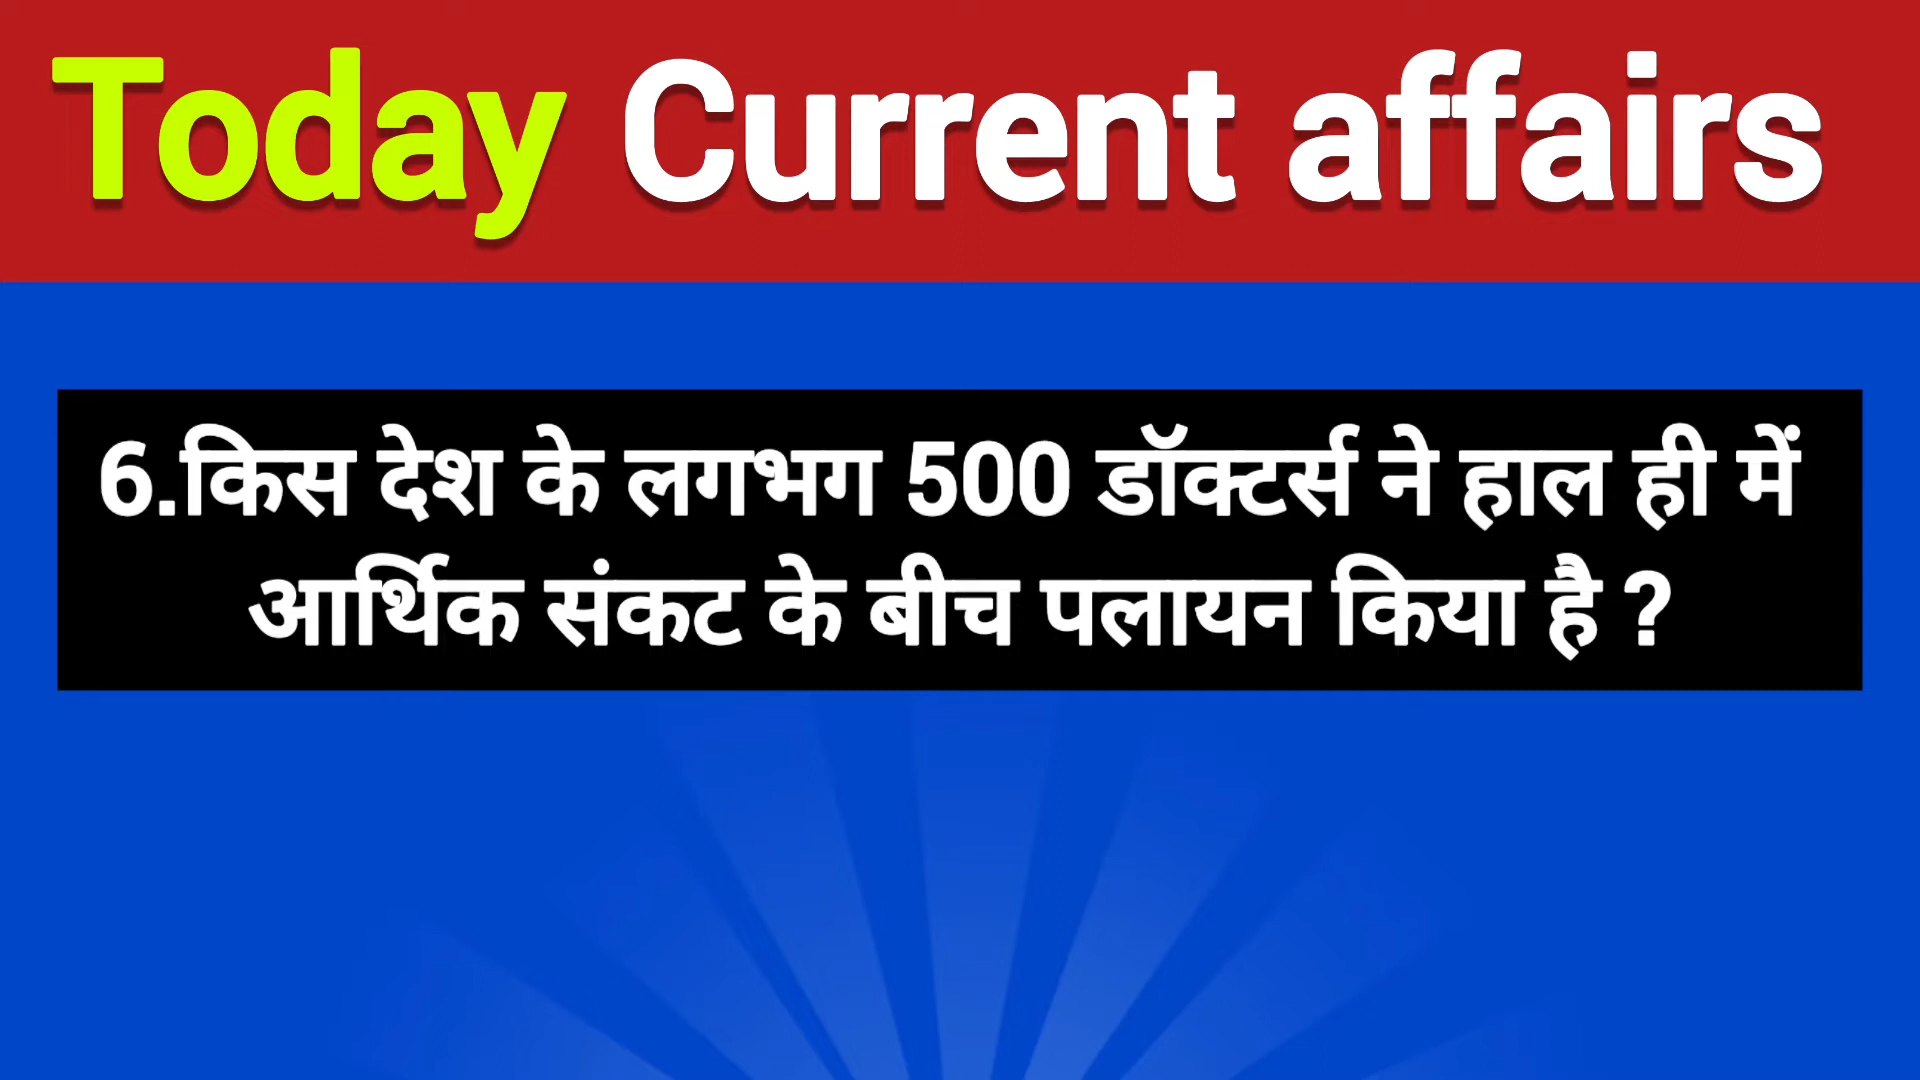 Today Current affairs
6.किस देश के लगभग 500 डॉक्टर्स ने हाल ही में
आर्थिक संकट के बीच पलायन किया है ?